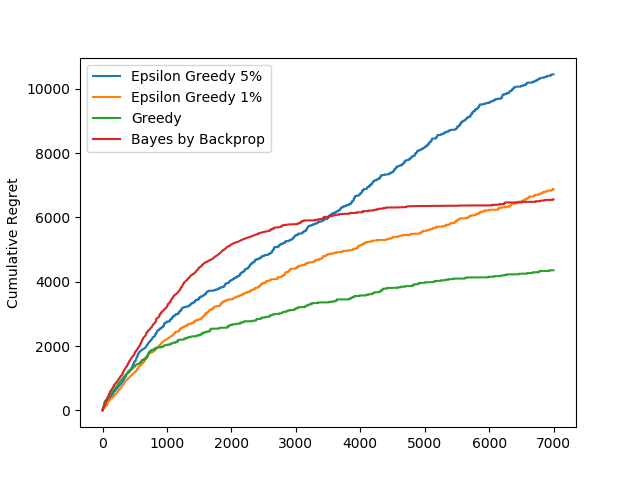 Epsilon Greedy 5%
Epsilon Greedy 1%
Greedy
Bayes by Backprop
Cumulative Regret
10000
8000
6000
4000
2000
0
0 1000 2000 3000 4000 5000 6000 7000